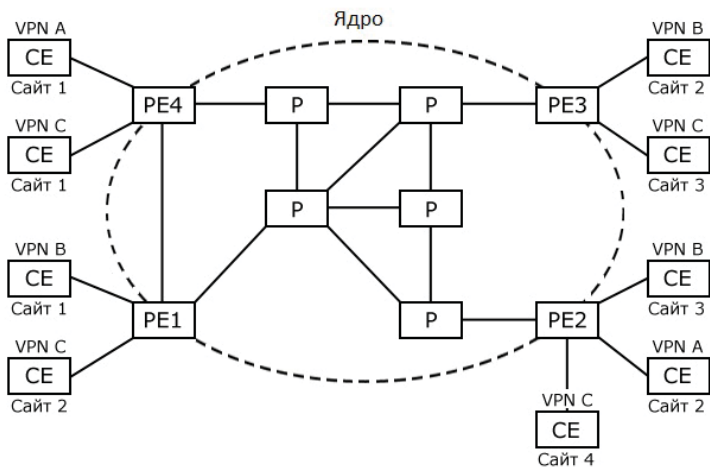 Ядро
VPN A
CE
Сайт 1
VPN C
CE
Сайт 1
PE4
P
P
PE3
VPN B
CE
Сайт 2
VPN C
CE
Сайт 3
P
P
VPN B
CE
Сайт 1
VPN C
CE
Сайт 2
PE1
P
PE2
VPN B
CE
Сайт 3
VPN A
CE
Сайт 2
VPN C
CE
Сайт 4